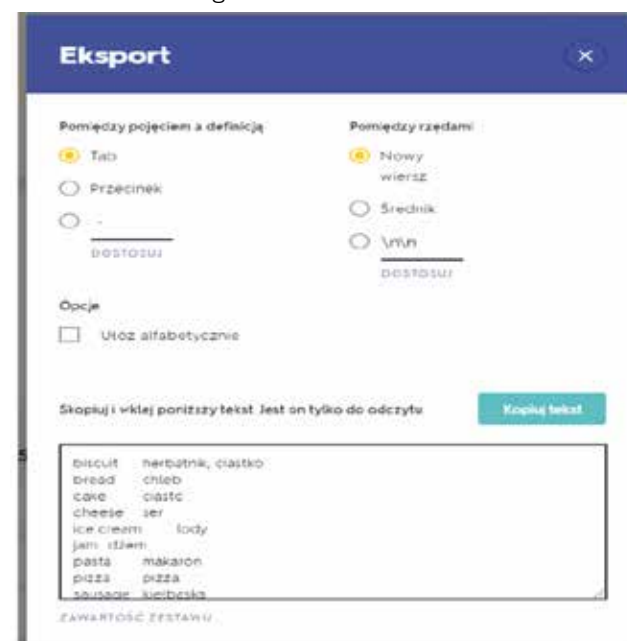 Eksport
Pomiędzy pojęciem a definicją
Tab
Przecinek
-
DOSTOSUJ
Pomiędzy rzędami
Nowy
wiersz
Średnik
\n\n
DOSTOSUJ
Opcje
Ułóż alfabetycznie
Skopiuj i wklej poniższy tekst. Jest on tylko do odczytu
Kopiuj tekst
biscuit herbatnik, ciastko
bread chleb
cake ciasto
cheese ser
ice cream lody
jam dżem
pasta makaron
pizza pizza
sausage kiełbaska
ZAWARTOŚĆ ZESTAWU